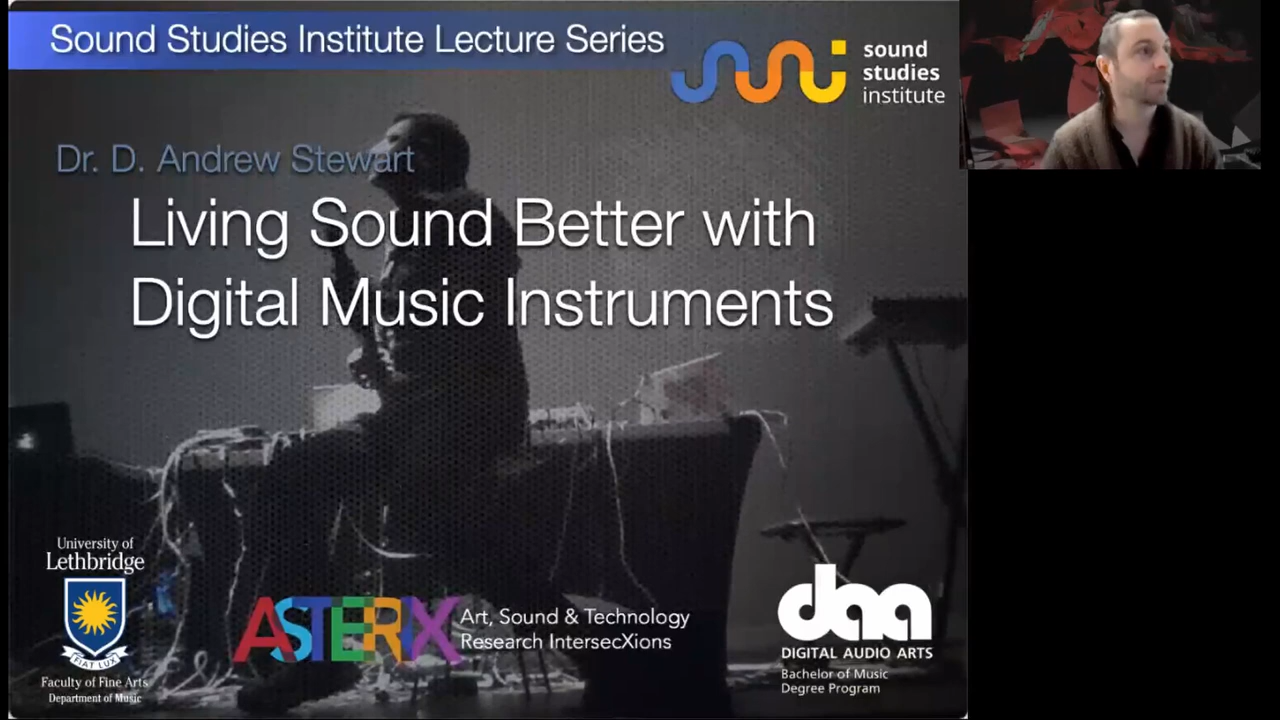 Sound Studies Institute Lecture Series
sound
studies
institute
Dr. D. Andrew Stewart
Living Sound Better with
Digital Music Instruments
University of
Lethbridge
FIAT LUX
Faculty of Fine Arts
Department of Music
ASTERIX
Art, Sound & Technology
Research IntersecXions
daa
DIGITAL AUDIO ARTS
Bachelor of Music
Degree Program